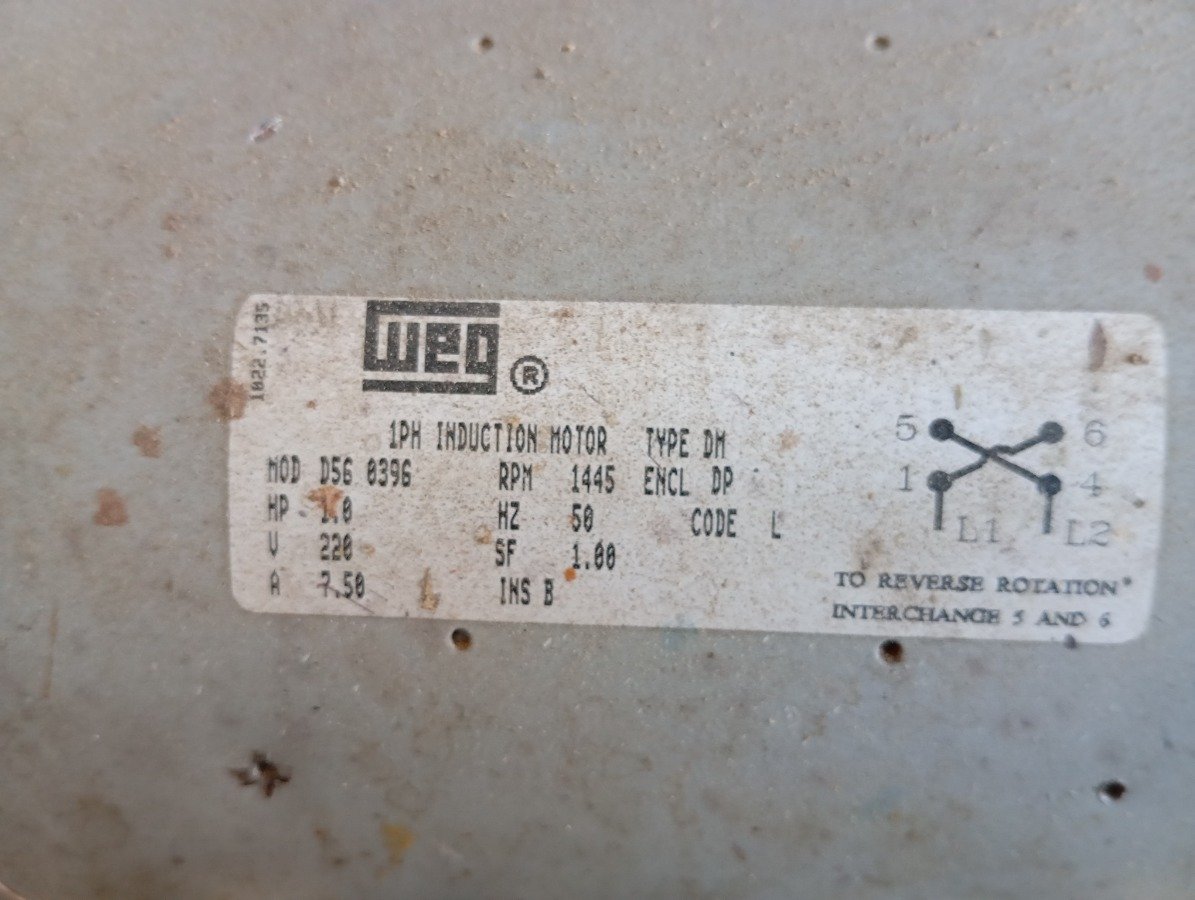 1022.7135
WEG ®
1PH INDUCTION MOTOR TYPE DM
MOD D56 0396 RPM 1445 ENCL DP
HP 1.0 HZ 50 CODE L
V 220 SF 1.00
A 7.50 INS B
5 6
1 4
L1 L2
TO REVERSE ROTATION
INTERCHANGE 5 AND 6